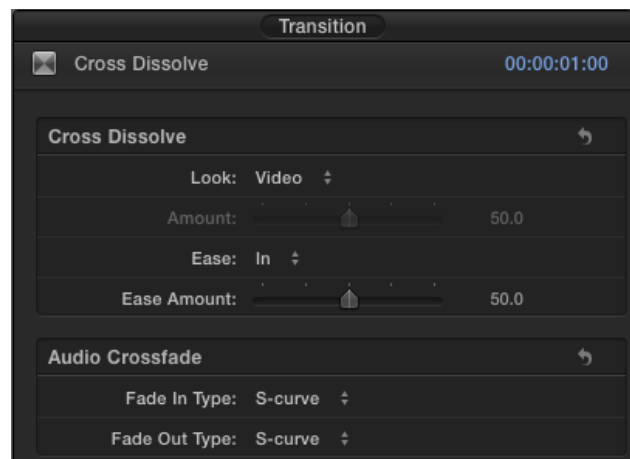 Transition
Cross Dissolve 00:00:01:00
Cross Dissolve
Look: Video
Amount: 50.0
Ease: In
Ease Amount: 50.0
Audio Crossfade
Fade In Type: S-curve
Fade Out Type: S-curve